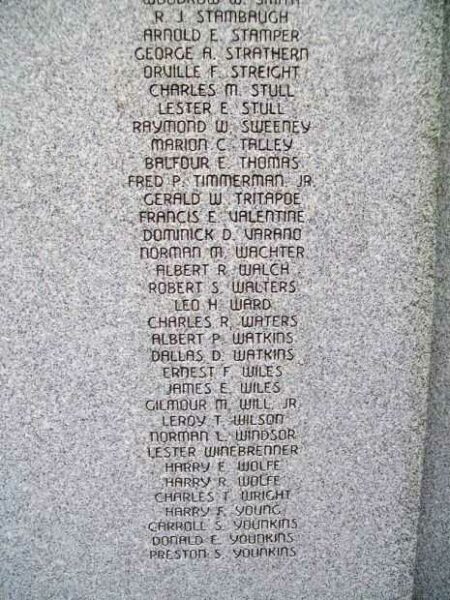 WOODROW W. SMITH
R. J. STAMBAUGH
ARNOLD E. STAMPER
GEORGE A. STRATHERN
ORVILLE F. STREIGHT
CHARLES M. STULL
LESTER E. STULL
RAYMOND W. SWEENEY
MARION C. TALLEY
BALFOUR E. THOMAS
FRED P. TIMMERMAN, JR.
GERALD W. TRITAPOE
FRANCIS E. VALENTINE
DOMINICK D. VARANO
NORMAN M. WACHTER
ALBERT R. WALCH
ROBERT S. WALTERS
LEO H. WARD
CHARLES R. WATERS
ALBERT P. WATKINS
DALLAS D. WATKINS
ERNEST F. WILES
JAMES E. WILES
GILMOUR M. WILL, JR.
LEROY T. WILSON
NORMAN L. WINDSOR
LESTER WINEBRENNER
HARRY E. WOLFE
HARRY R. WOLFE
CHARLES T. WRIGHT
HARRY F. YOUNG
CARROLL S. YOUNKINS
DONALD E. YOUNKINS
PRESTON S. YOUNKINS